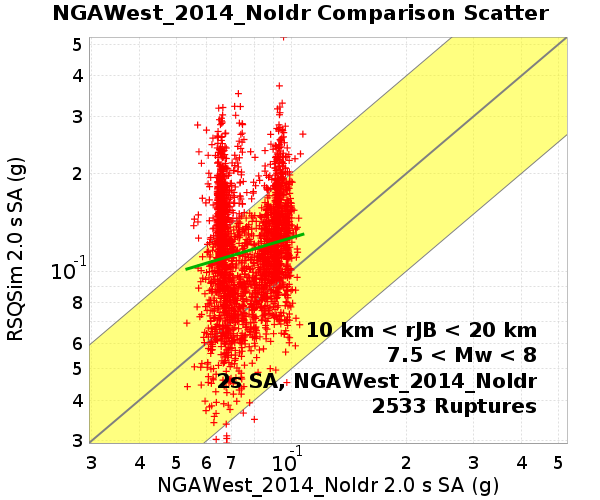 NGAWest_2014_NoIdr Comparison Scatter
RSQSim 2.0 s SA (g)
5
4
3
2
10^-1
8
6
5
4
3
10 km < rJB < 20 km
7.5 < Mw < 8
2s SA, NGAWest_2014_NoIdr
2533 Ruptures
3 4 5 6 7 10^-1 2 3 4 5
NGAWest_2014_NoIdr 2.0 s SA (g)